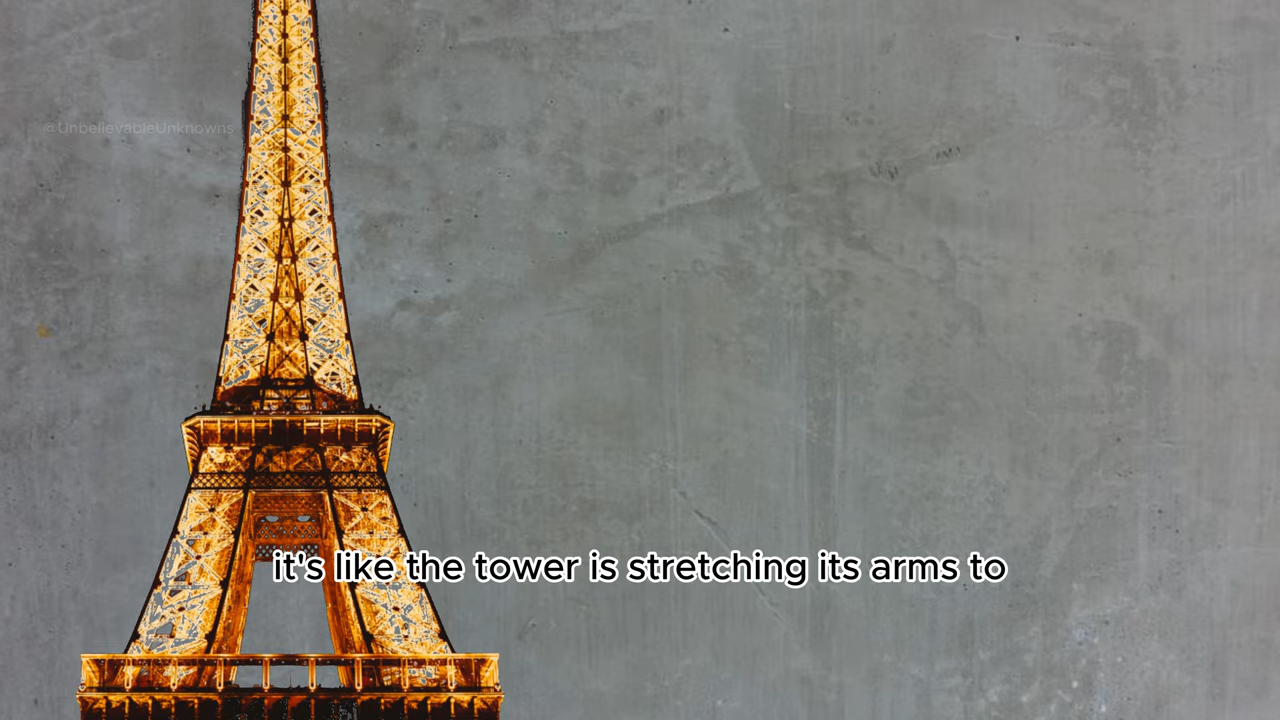 @UnbelievableUnknowns
it's like the tower is stretching its arms to